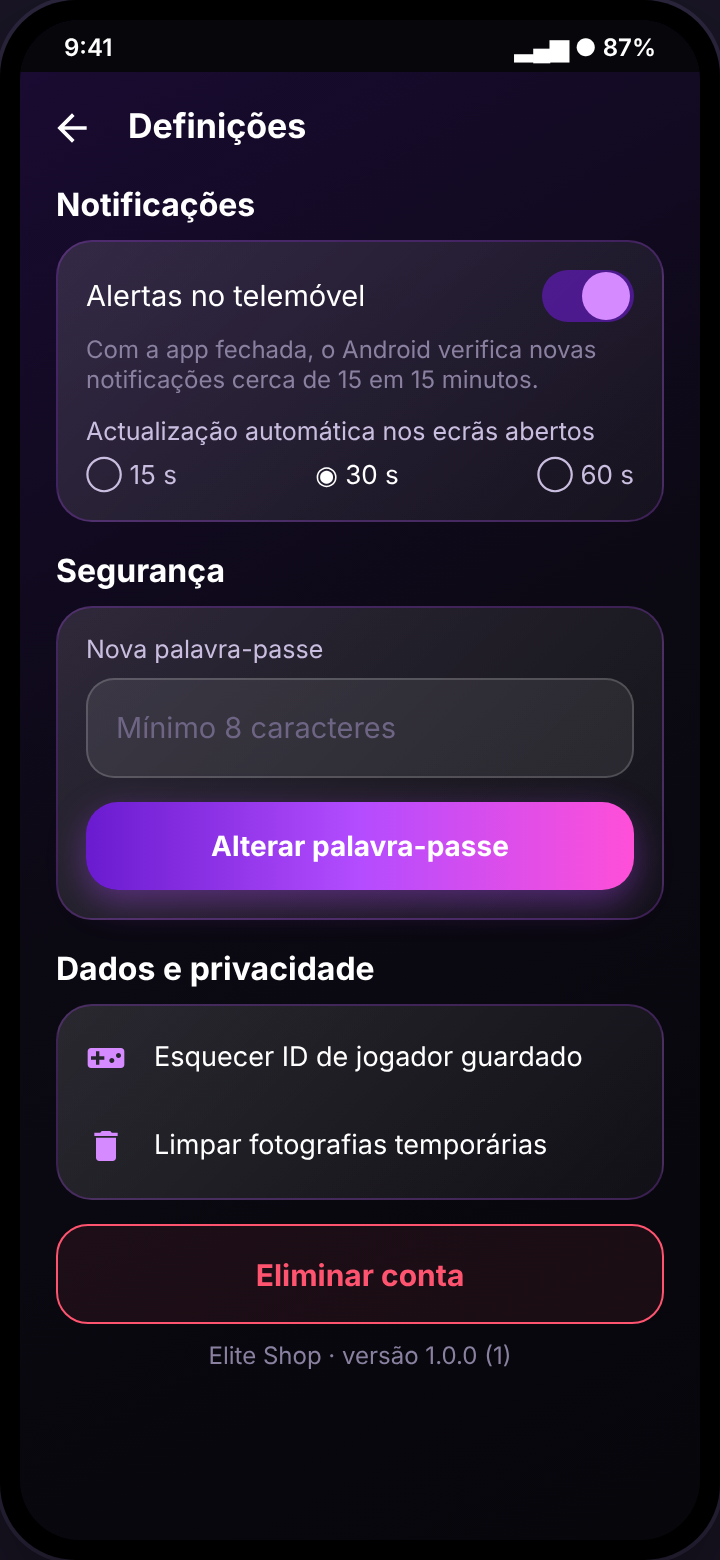 9:41
87%
Definições
Notificações
Alertas no telemóvel
Com a app fechada, o Android verifica novas
notificações cerca de 15 em 15 minutos.
Actualização automática nos ecrãs abertos
15 s 30 s 60 s
Segurança
Nova palavra-passe
Mínimo 8 caracteres
Alterar palavra-passe
Dados e privacidade
Esquecer ID de jogador guardado
Limpar fotografias temporárias
Eliminar conta
Elite Shop · versão 1.0.0 (1)